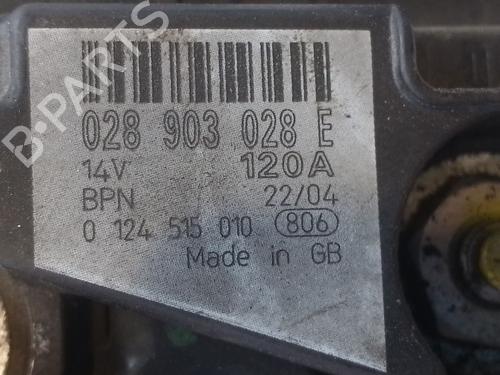 028 903 028 E
14V 120A
BPN 22/04
0 124 515 010 806
Made in GB
B-PARTS